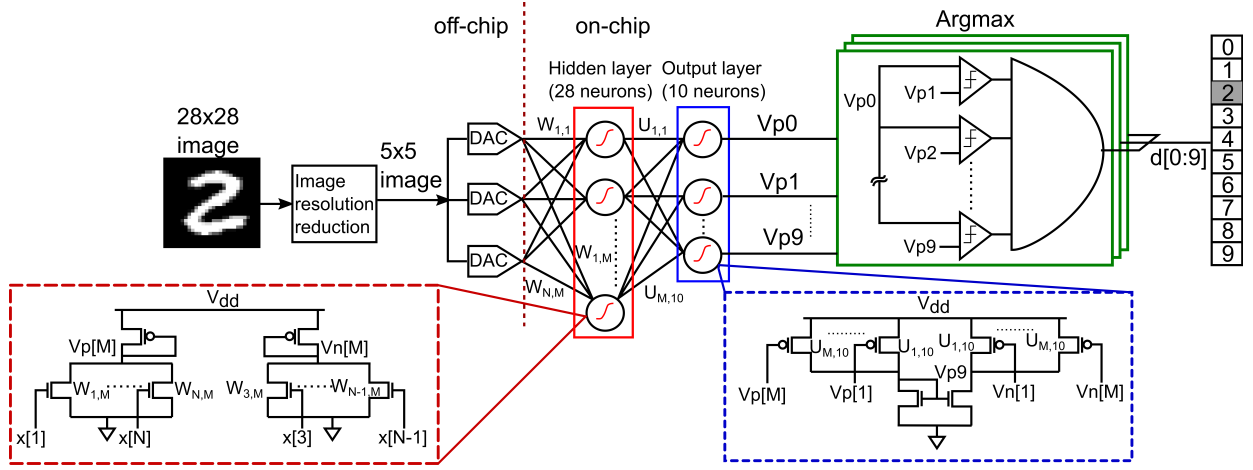 off-chip
on-chip
Argmax
Hidden layer
(28 neurons)
Output layer
(10 neurons)
28x28
image
Image
resolution
reduction
5x5
image
DAC
DAC
DAC
W1,1
W1,M
WN,M
U1,1
UM,10
Vp0
Vp1
Vp9
Vp0
Vp1
Vp2
Vp9
d[0:9]
0
1
2
3
4
5
6
7
8
9
Vdd
Vp[M]
Vn[M]
W1,M
WN,M
W3,M
WN-1,M
x[1]
x[N]
x[3]
x[N-1]
Vdd
UM,10
U1,10
U1,10
UM,10
Vp9
Vp[M]
Vp[1]
Vn[1]
Vn[M]